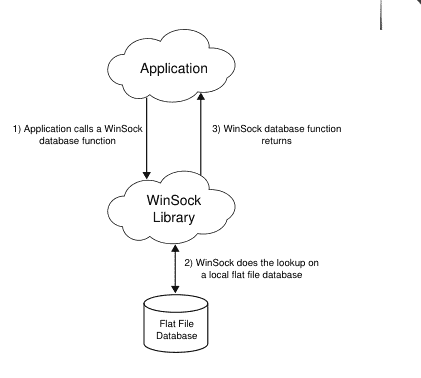 Application
1) Application calls a WinSock
database function
3) WinSock database function
returns
WinSock
Library
2) WinSock does the lookup on
a local flat file database
Flat File
Database